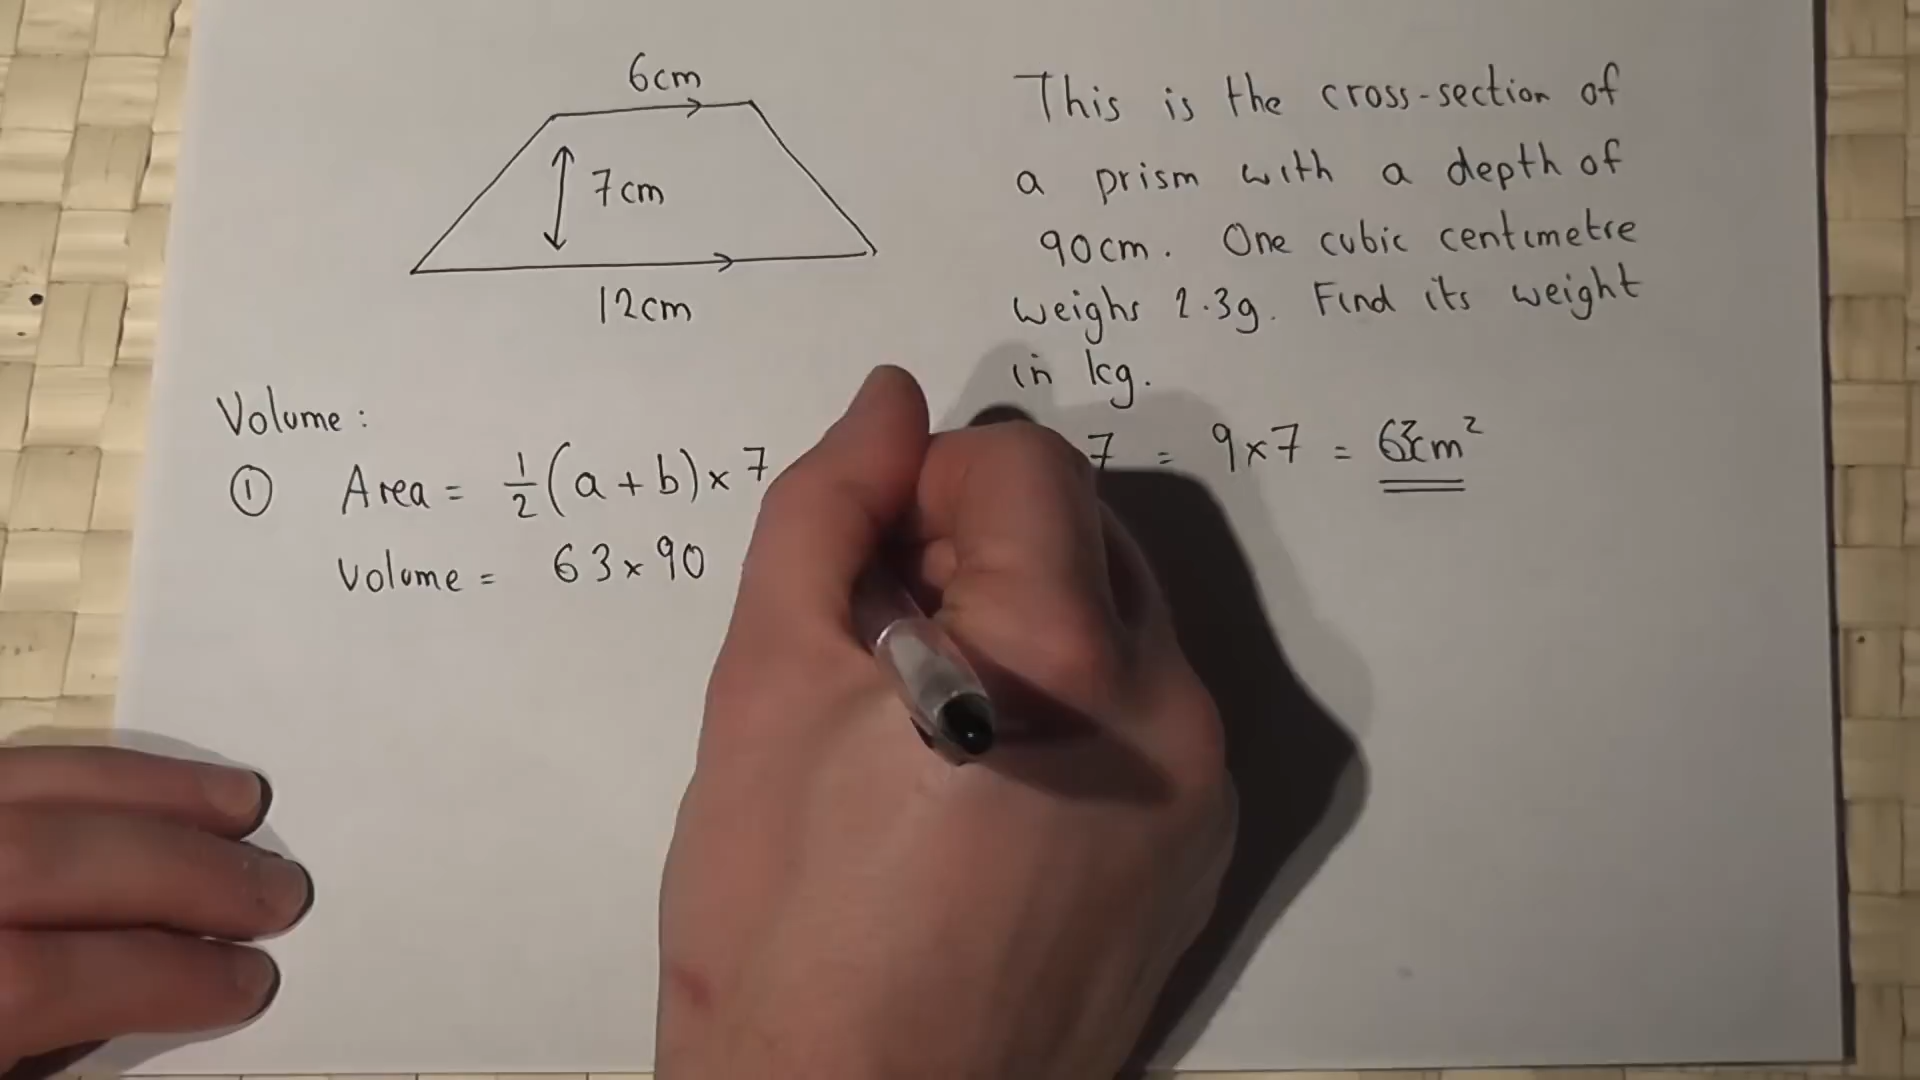 6cm
7cm
12cm
This is the cross-section of
a prism with a depth of
90cm. One cubic centimetre
weighs 2.3g. Find its weight
in kg.
Volume:
① Area = 1/2(a+b)×7 7 = 9×7 = 63cm²
Volume = 63×90